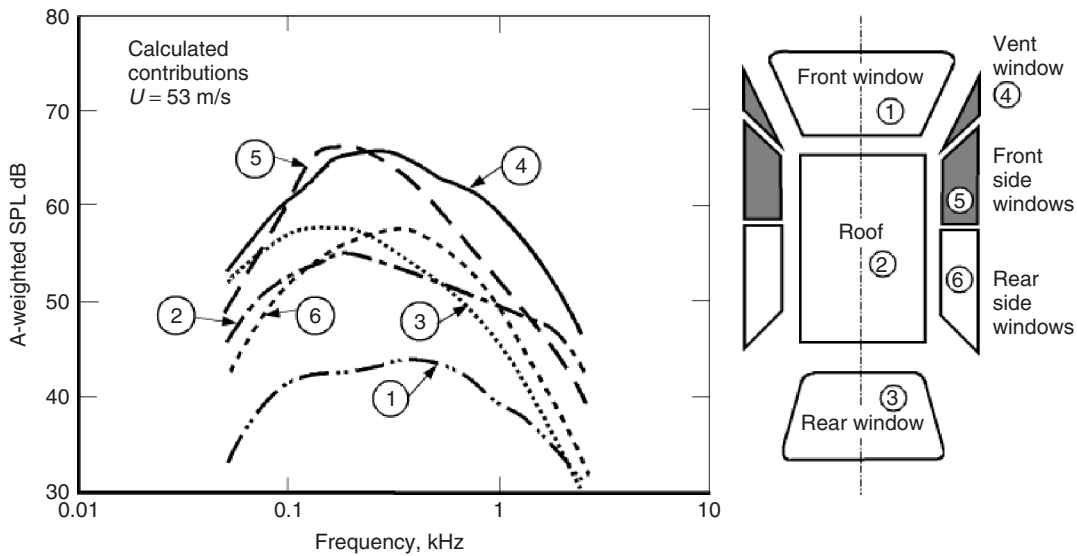 80
70
60
50
40
30
A-weighted SPL dB
Calculated
contributions
U = 53 m/s
5
4
2
6
3
1
0.01
0.1
1
10
Frequency, kHz
Front window
1
Vent
window
4
Front
side
windows
5
Roof
2
6
Rear
side
windows
3
Rear window